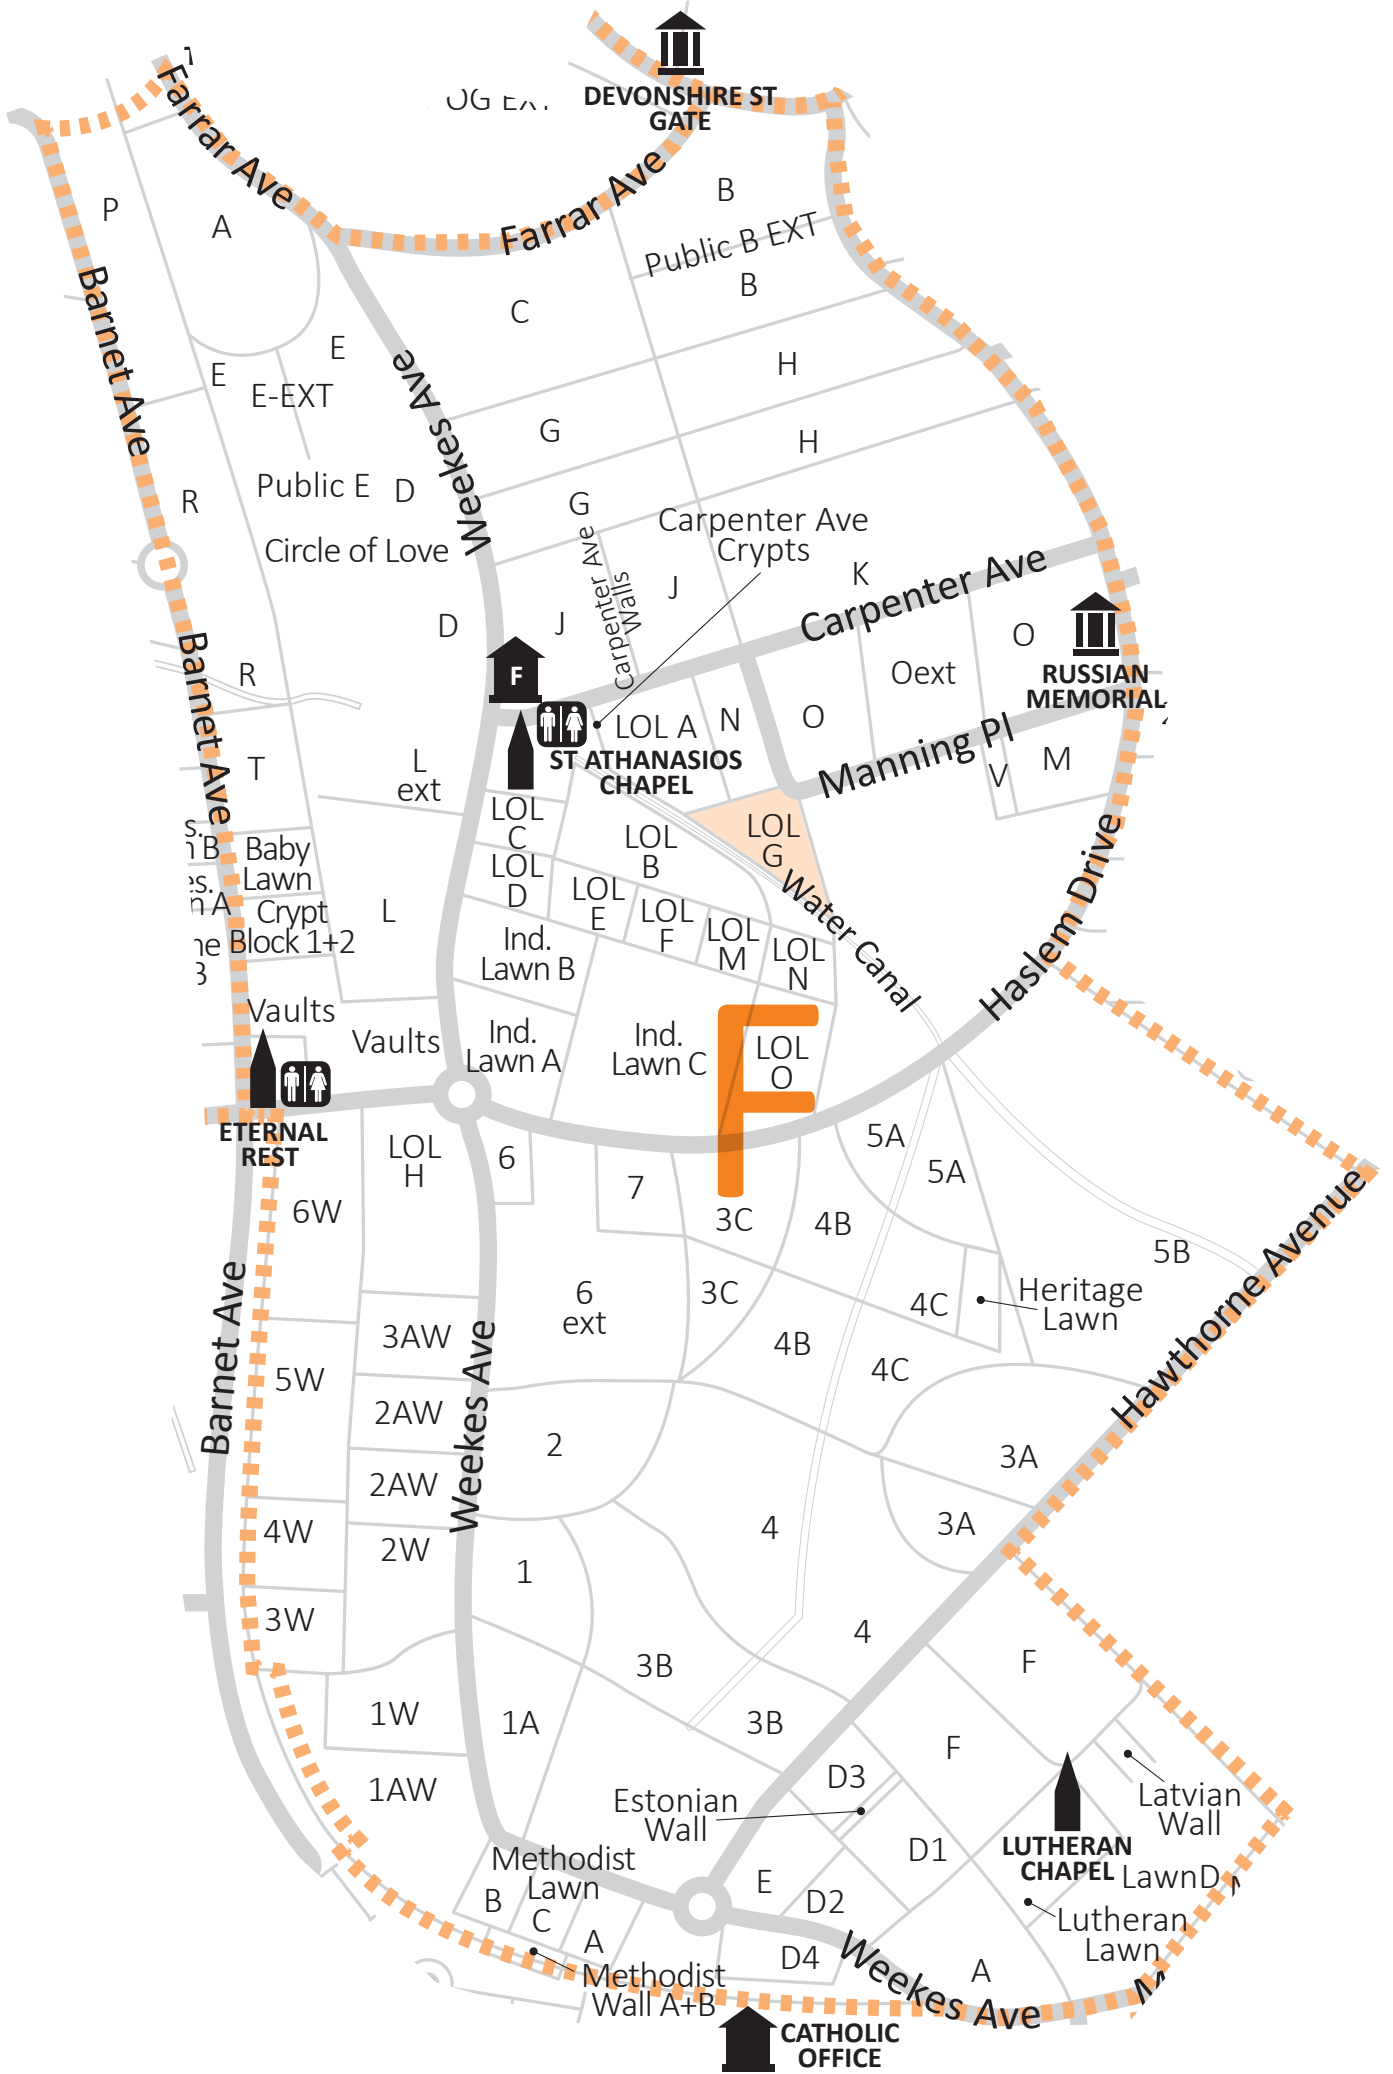 DEVONSHIRE ST
GATE
Farrar Ave
Farrar Ave
P
A
B
Public B EXT
B
C
Barnet Ave
E
E
E-EXT
Weekes Ave
H
G
H
R
Public E
D
G
Carpenter Ave
Crypts
Circle of Love
Carpenter Ave
Walls
K
Carpenter Ave
D
J
J
O
F
Oext
RUSSIAN
MEMORIAL
Barnet Ave
R
LOL A
N
O
Manning Pl
M
V
ST ATHANASIOS
CHAPEL
T
L
ext
LOL
C
LOL
B
LOL
G
Baby
Lawn
LOL
D
LOL
E
LOL
F
LOL
M
LOL
N
Water Canal
Haslem Drive
Crypt
Block 1+2
L
Ind.
Lawn B
Vaults
Vaults
Ind.
Lawn A
Ind.
Lawn C
LOL
O
F
ETERNAL
REST
LOL
H
6
7
5A
5A
6W
3C
4B
5B
Hawthorne Avenue
Barnet Ave
6
ext
3C
4C
Heritage
Lawn
3AW
4B
4C
5W
2AW
Weekes Ave
2
3A
2AW
4W
2W
4
3A
1
3W
4
3B
F
1W
1A
3B
F
1AW
D3
Estonian
Wall
Latvian
Wall
D1
LUTHERAN
CHAPEL
LawnD
Methodist
Lawn
B
C
A
E
D2
Lutheran
Lawn
D4
Weekes Ave
A
Methodist
Wall A+B
CATHOLIC
OFFICE